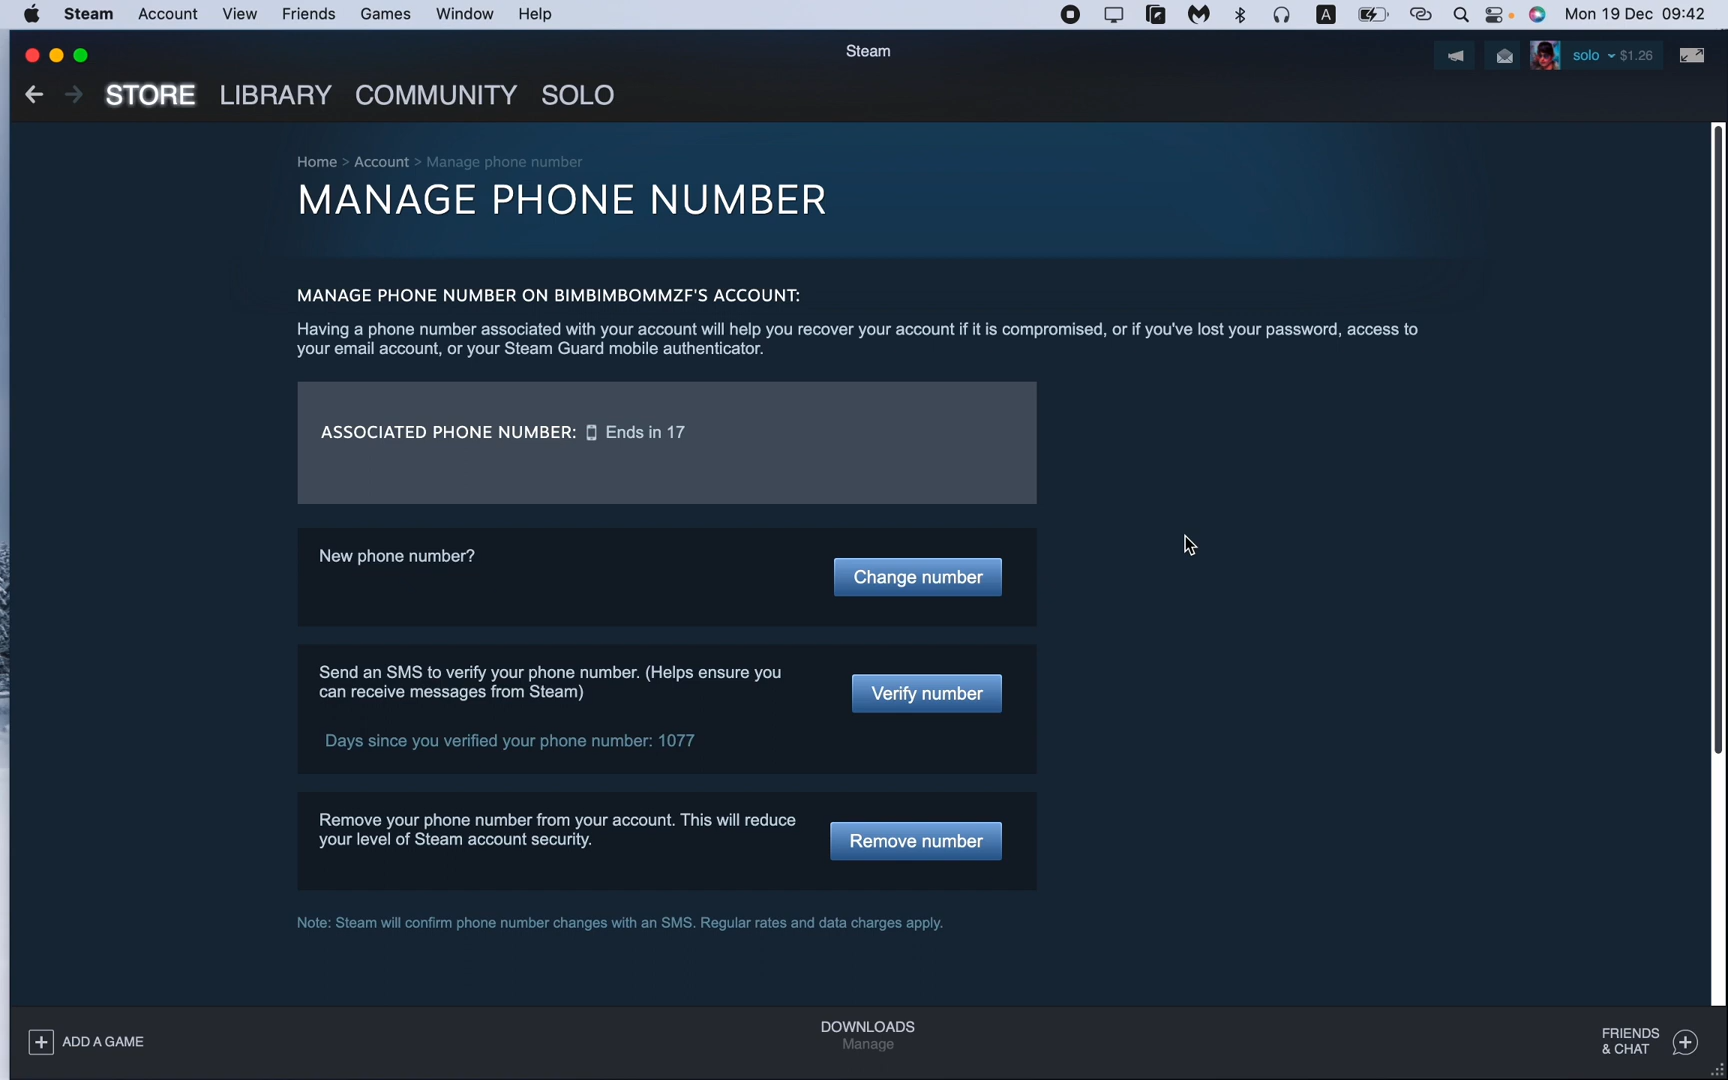 Steam Account View Friends Games Window Help A Mon 19 Dec 09:42
Steam
solo $1.26
STORE LIBRARY COMMUNITY SOLO
Home > Account > Manage phone number
MANAGE PHONE NUMBER
MANAGE PHONE NUMBER ON BIMBIMBOMMZF'S ACCOUNT:
Having a phone number associated with your account will help you recover your account if it is compromised, or if you've lost your password, access to
your email account, or your Steam Guard mobile authenticator.
ASSOCIATED PHONE NUMBER: Ends in 17
New phone number?
Change number
Send an SMS to verify your phone number. (Helps ensure you
can receive messages from Steam)
Verify number
Days since you verified your phone number: 1077
Remove your phone number from your account. This will reduce
your level of Steam account security.
Remove number
Note: Steam will confirm phone number changes with an SMS. Regular rates and data charges apply.
ADD A GAME
DOWNLOADS
Manage
FRIENDS
& CHAT